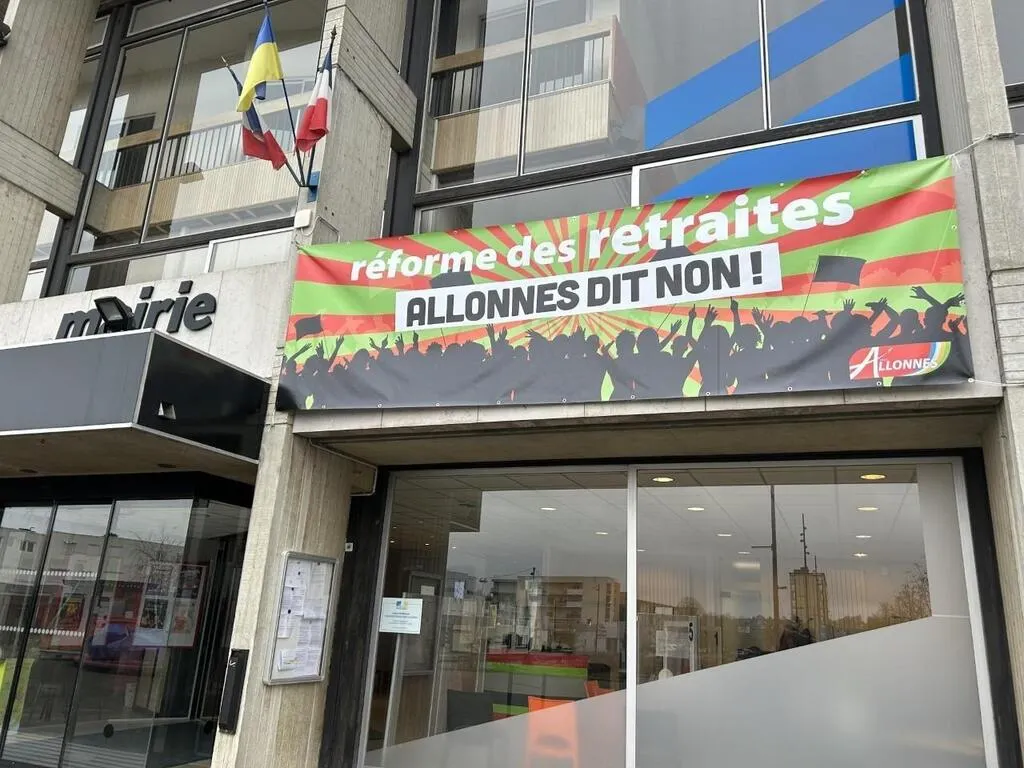 mairie
réforme des retraites
ALLONNES DIT NON !
ALLONNES